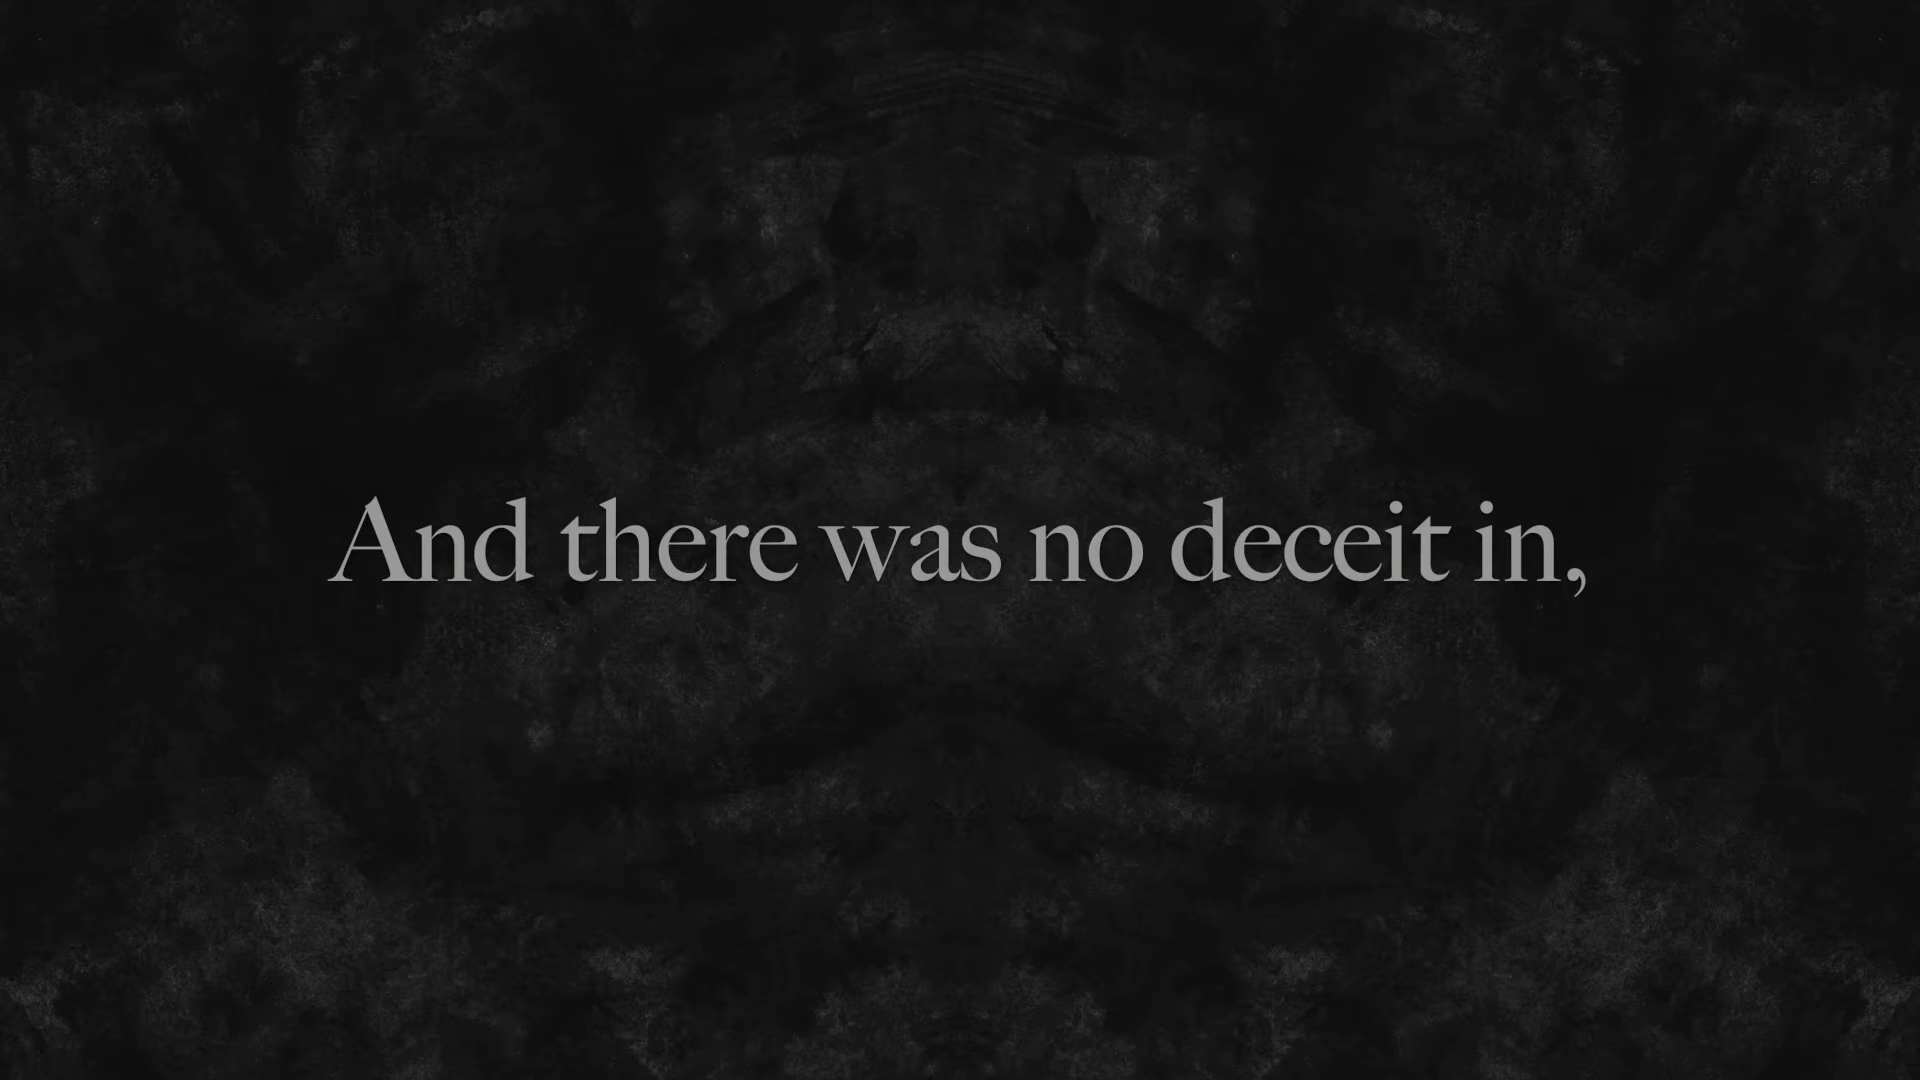 And there was no deceit in,